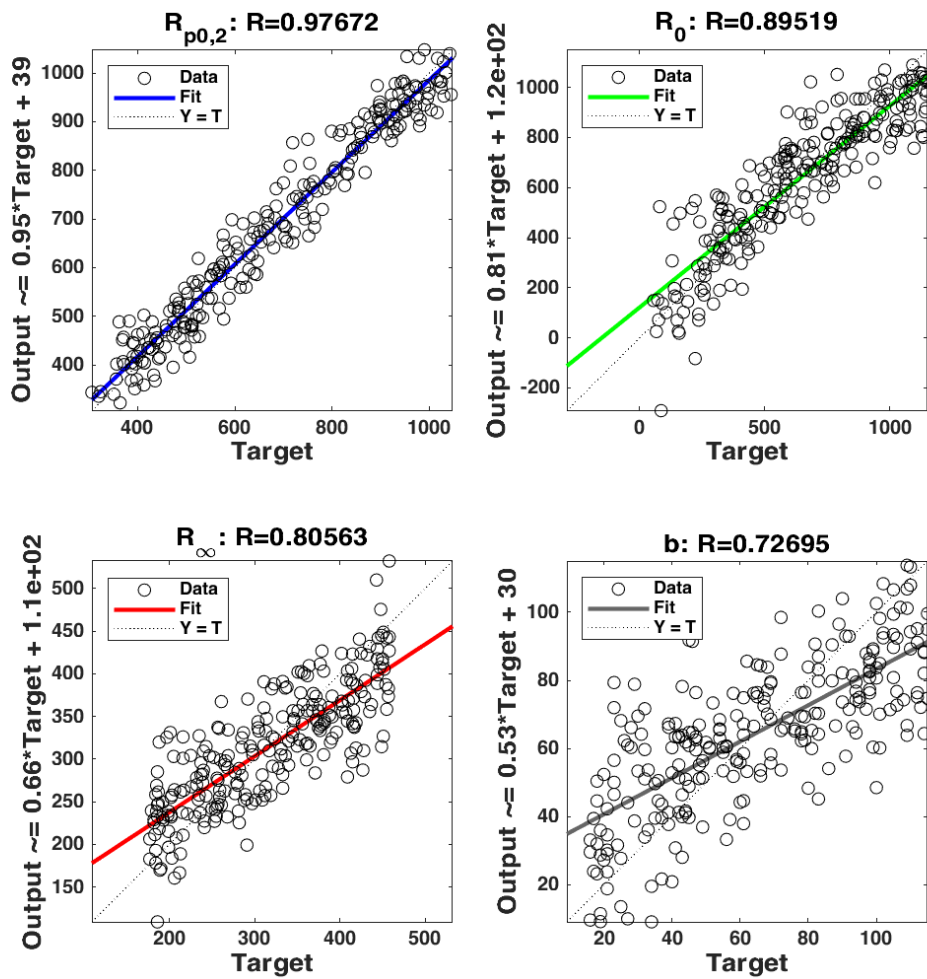 R_p0,2: R=0.97672
Output ~= 0.95*Target + 39
1000
900
800
700
600
500
400
Data
Fit
Y = T
400 600 800 1000
Target
R_0: R=0.89519
Output ~= 0.81*Target + 1.2e+02
1000
800
600
400
200
0
-200
Data
Fit
Y = T
0 500 1000
Target
R_∞: R=0.80563
Output ~= 0.66*Target + 1.1e+02
500
450
400
350
300
250
200
150
Data
Fit
Y = T
200 300 400 500
Target
b: R=0.72695
Output ~= 0.53*Target + 30
100
80
60
40
20
Data
Fit
Y = T
20 40 60 80 100
Target